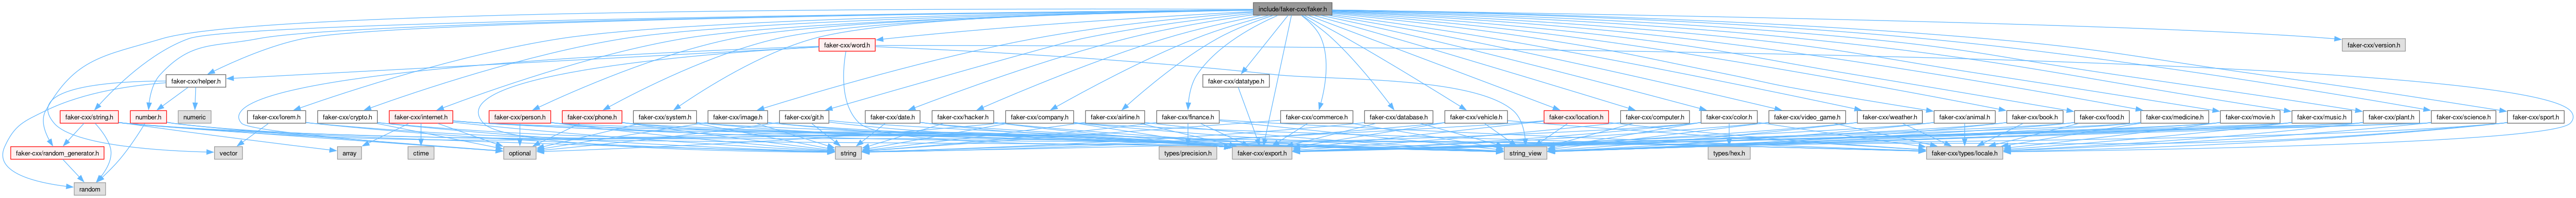 include/faker-cxx/faker.h
faker-cxx/word.h
faker-cxx/version.h
faker-cxx/helper.h
faker-cxx/datatype.h
faker-cxx/string.h
number.h
numeric
faker-cxx/lorem.h
faker-cxx/crypto.h
faker-cxx/internet.h
faker-cxx/person.h
faker-cxx/phone.h
faker-cxx/system.h
faker-cxx/image.h
faker-cxx/git.h
faker-cxx/date.h
faker-cxx/hacker.h
faker-cxx/company.h
faker-cxx/airline.h
faker-cxx/finance.h
faker-cxx/commerce.h
faker-cxx/database.h
faker-cxx/vehicle.h
faker-cxx/location.h
faker-cxx/computer.h
faker-cxx/color.h
faker-cxx/video_game.h
faker-cxx/weather.h
faker-cxx/animal.h
faker-cxx/book.h
faker-cxx/food.h
faker-cxx/medicine.h
faker-cxx/movie.h
faker-cxx/music.h
faker-cxx/plant.h
faker-cxx/science.h
faker-cxx/sport.h
faker-cxx/random_generator.h
vector
array
ctime
optional
string
types/precision.h
faker-cxx/export.h
string_view
types/hex.h
faker-cxx/types/locale.h
random